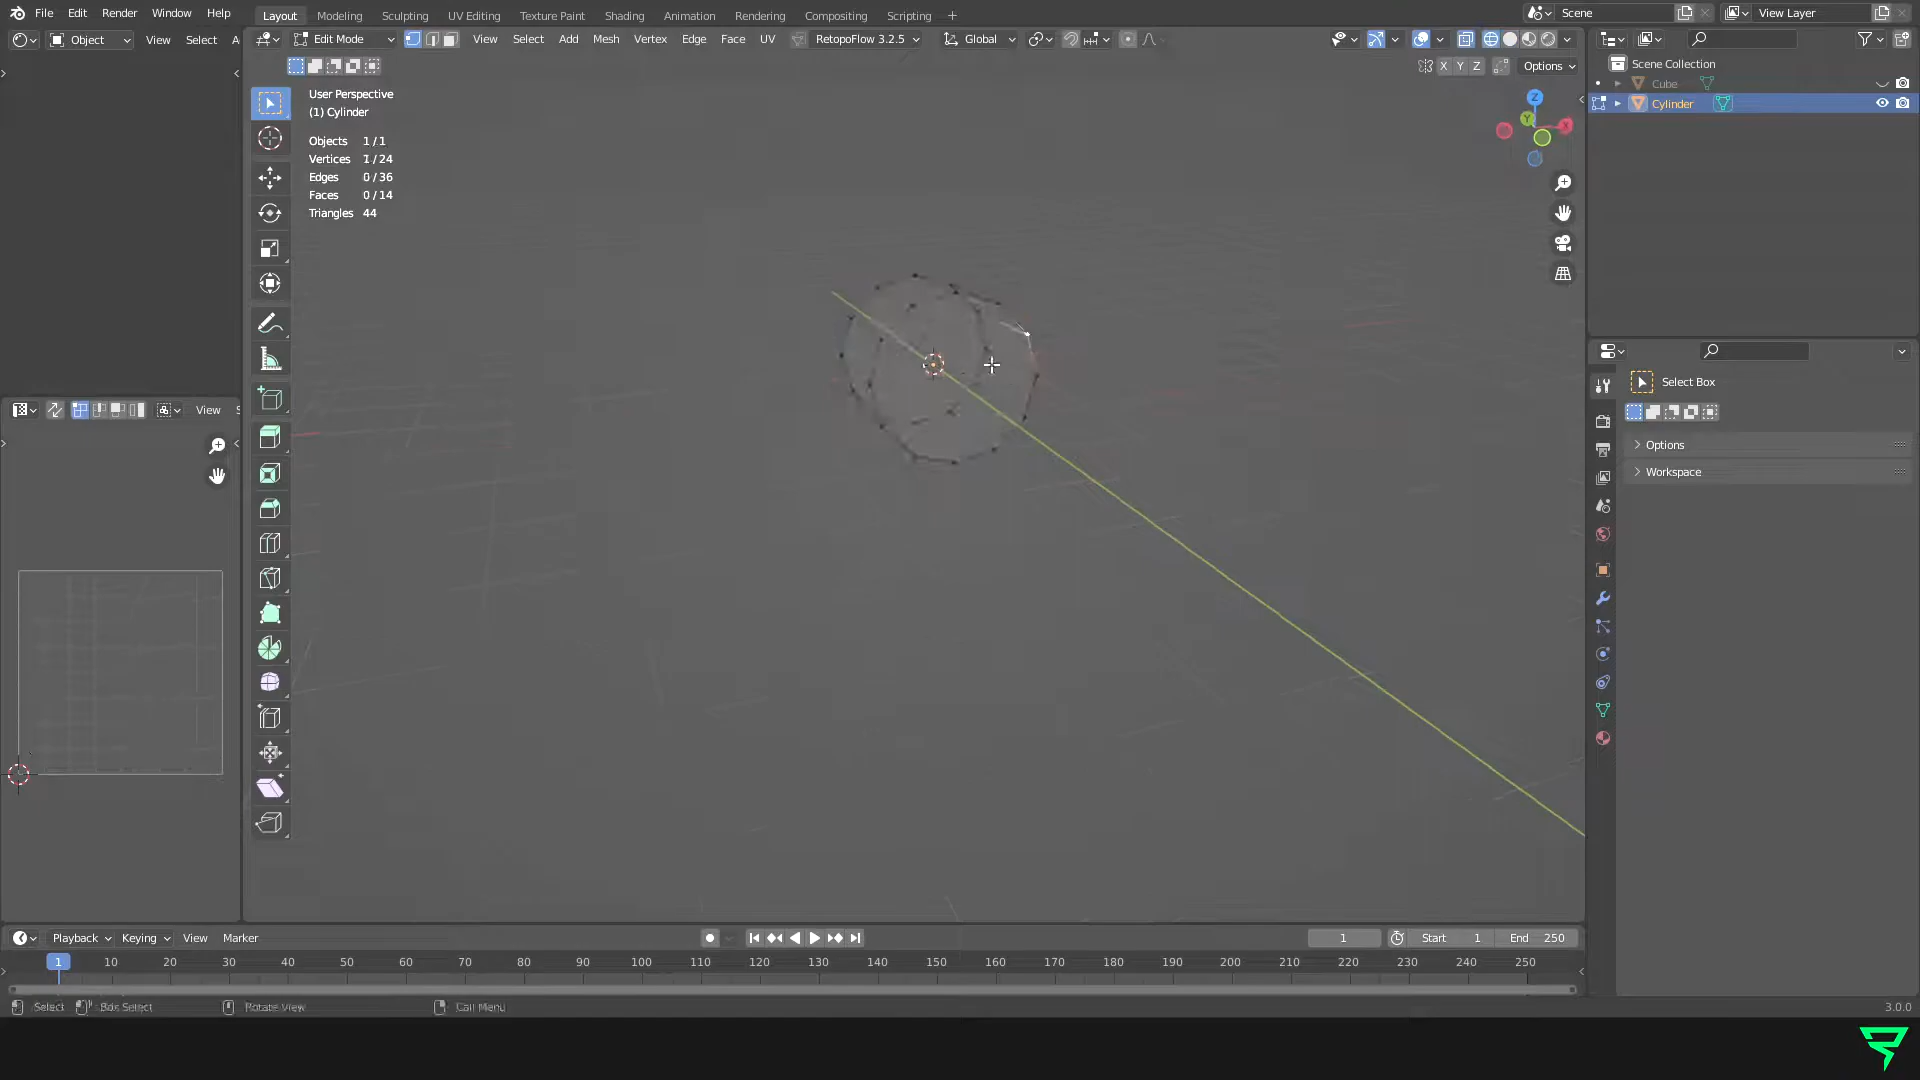 File Edit Render Window Help
Layout Modeling Sculpting UV Editing Texture Paint Shading Animation Rendering Compositing Scripting +
Scene
View Layer
Object View Select A
Edit Mode View Select Add Mesh Vertex Edge Face UV RetopoFlow 3.2.5 Global
X Y Z Options
User Perspective
(1) Cylinder
Objects 1 / 1
Vertices 1 / 24
Edges 0 / 36
Faces 0 / 14
Triangles 44
Z
Y
X
Scene Collection
Cube
Cylinder
Select Box
Options
Workspace
View S
Playback Keying View Marker
1 Start 1 End 250
1 10 20 30 40 50 60 70 80 90 100 110 120 130 140 150 160 170 180 190 200 210 220 230 240 250
Select Box Select Rotate View Call Menu 3.0.0